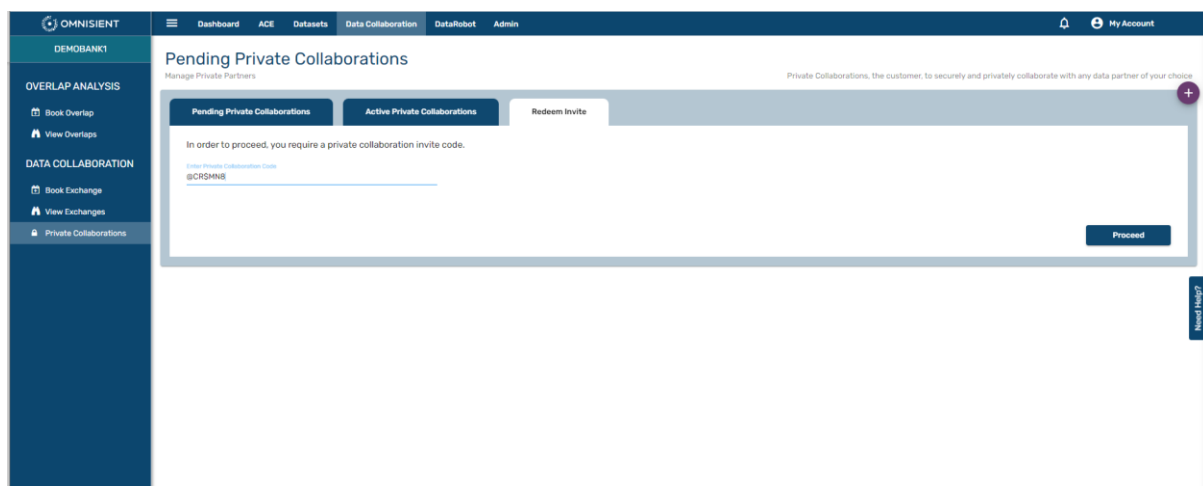 OMNISIENT
Dashboard ACE Datasets Data Collaboration DataRobot Admin
My Account
DEMOBANK1
OVERLAP ANALYSIS
Book Overlap
View Overlaps
DATA COLLABORATION
Book Exchange
View Exchanges
Private Collaborations
Pending Private Collaborations
Manage Private Partners
Private Collaborations, the customer, to securely and privately collaborate with any data partner of your choice
+
Pending Private Collaborations Active Private Collaborations Redeem Invite
In order to proceed, you require a private collaboration invite code.
Enter Private Collaboration Code
@CR$MN8
Proceed
Need Help?